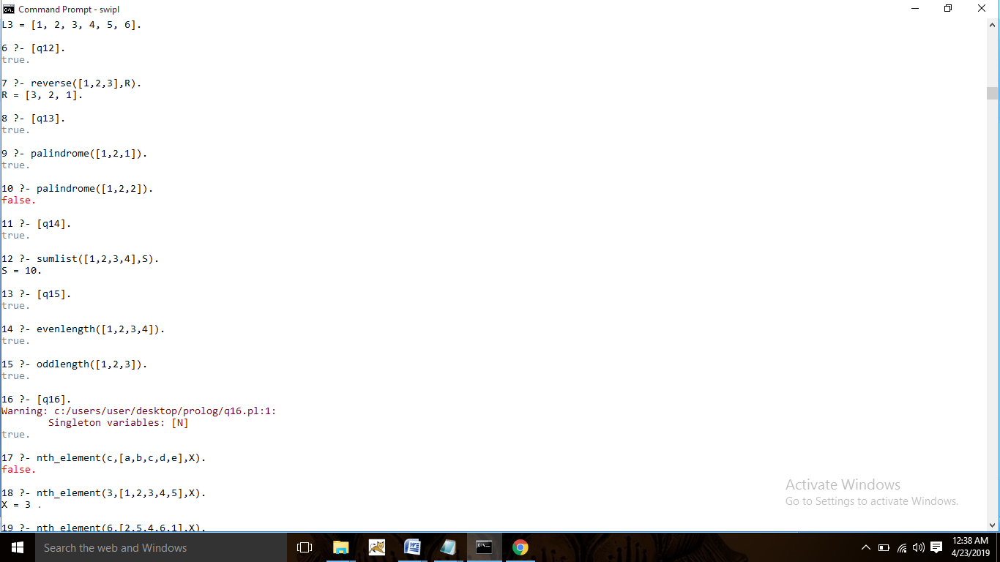 Command Prompt - swipl
L3 = [1, 2, 3, 4, 5, 6].
6 ?- [q12].
true.
7 ?- reverse([1,2,3],R).
R = [3, 2, 1].
8 ?- [q13].
true.
9 ?- palindrome([1,2,1]).
true.
10 ?- palindrome([1,2,2]).
false.
11 ?- [q14].
true.
12 ?- sumlist([1,2,3,4],S).
S = 10.
13 ?- [q15].
true.
14 ?- evenlength([1,2,3,4]).
true.
15 ?- oddlength([1,2,3]).
true.
16 ?- [q16].
Warning: c:/users/user/desktop/prolog/q16.pl:1:
Singleton variables: [N]
true.
17 ?- nth_element(c,[a,b,c,d,e],X).
false.
18 ?- nth_element(3,[1,2,3,4,5],X).
X = 3 .
19 ?- nth_element(6,[2,5,4,6,1],X).
Activate Windows
Go to Settings to activate Windows.
Search the web and Windows
12:38 AM
4/23/2019